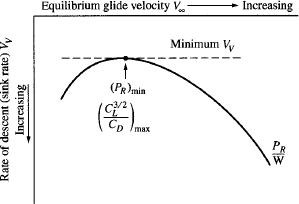 Equilibrium glide velocity V∞ ⟶ Increasing
Rate of descent (sink rate) V_V
Increasing
Minimum V_V
(P_R)min
(C_L^{3/2} / C_D)max
P_R
W